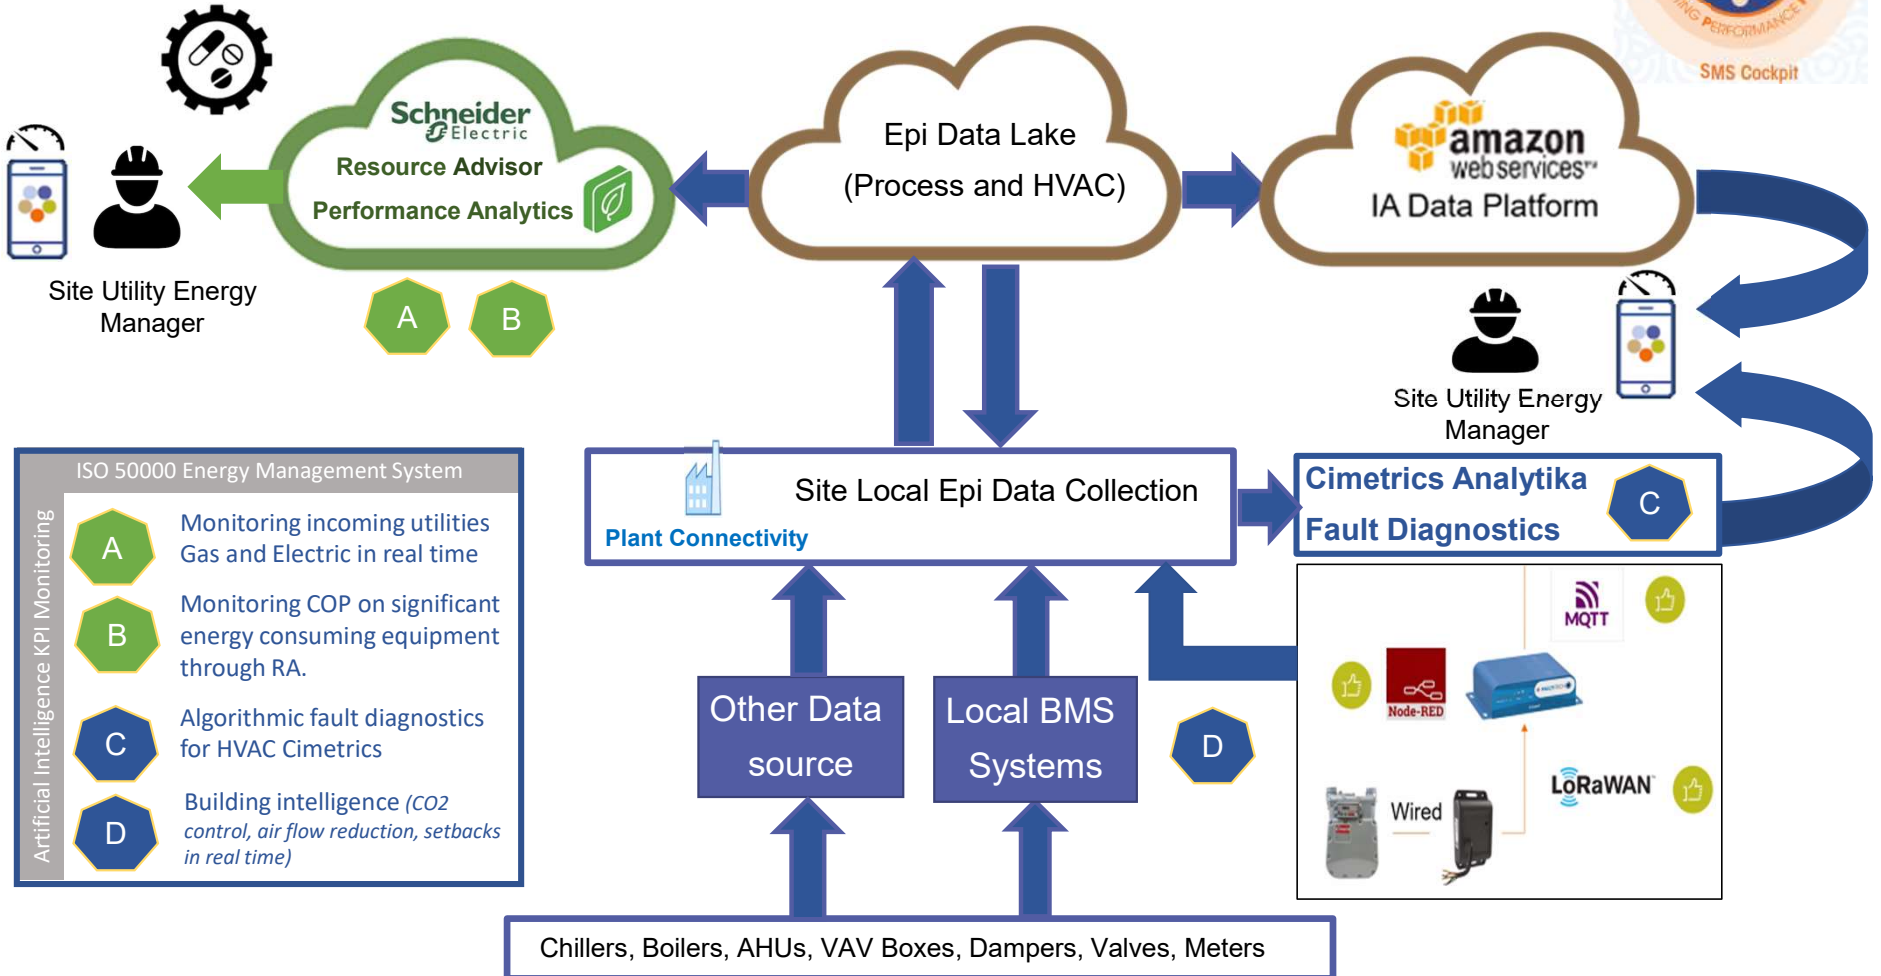 ING PERFORMANCE
SMS Cockpit
Schneider
Electric
Resource Advisor
Performance Analytics
Epi Data Lake
(Process and HVAC)
amazon
web services™
IA Data Platform
Site Utility Energy
Manager
A
B
Site Utility Energy
Manager
ISO 50000 Energy Management System
Artificial Intelligence KPI Monitoring
A
Monitoring incoming utilities
Gas and Electric in real time
B
Monitoring COP on significant
energy consuming equipment
through RA.
C
Algorithmic fault diagnostics
for HVAC Cimetrics
D
Building intelligence (CO2
control, air flow reduction, setbacks
in real time)
Site Local Epi Data Collection
Plant Connectivity
Cimetrics Analytika
Fault Diagnostics
C
Other Data
source
Local BMS
Systems
D
MQTT
Node-RED
LoRaWAN™
Wired
Chillers, Boilers, AHUs, VAV Boxes, Dampers, Valves, Meters